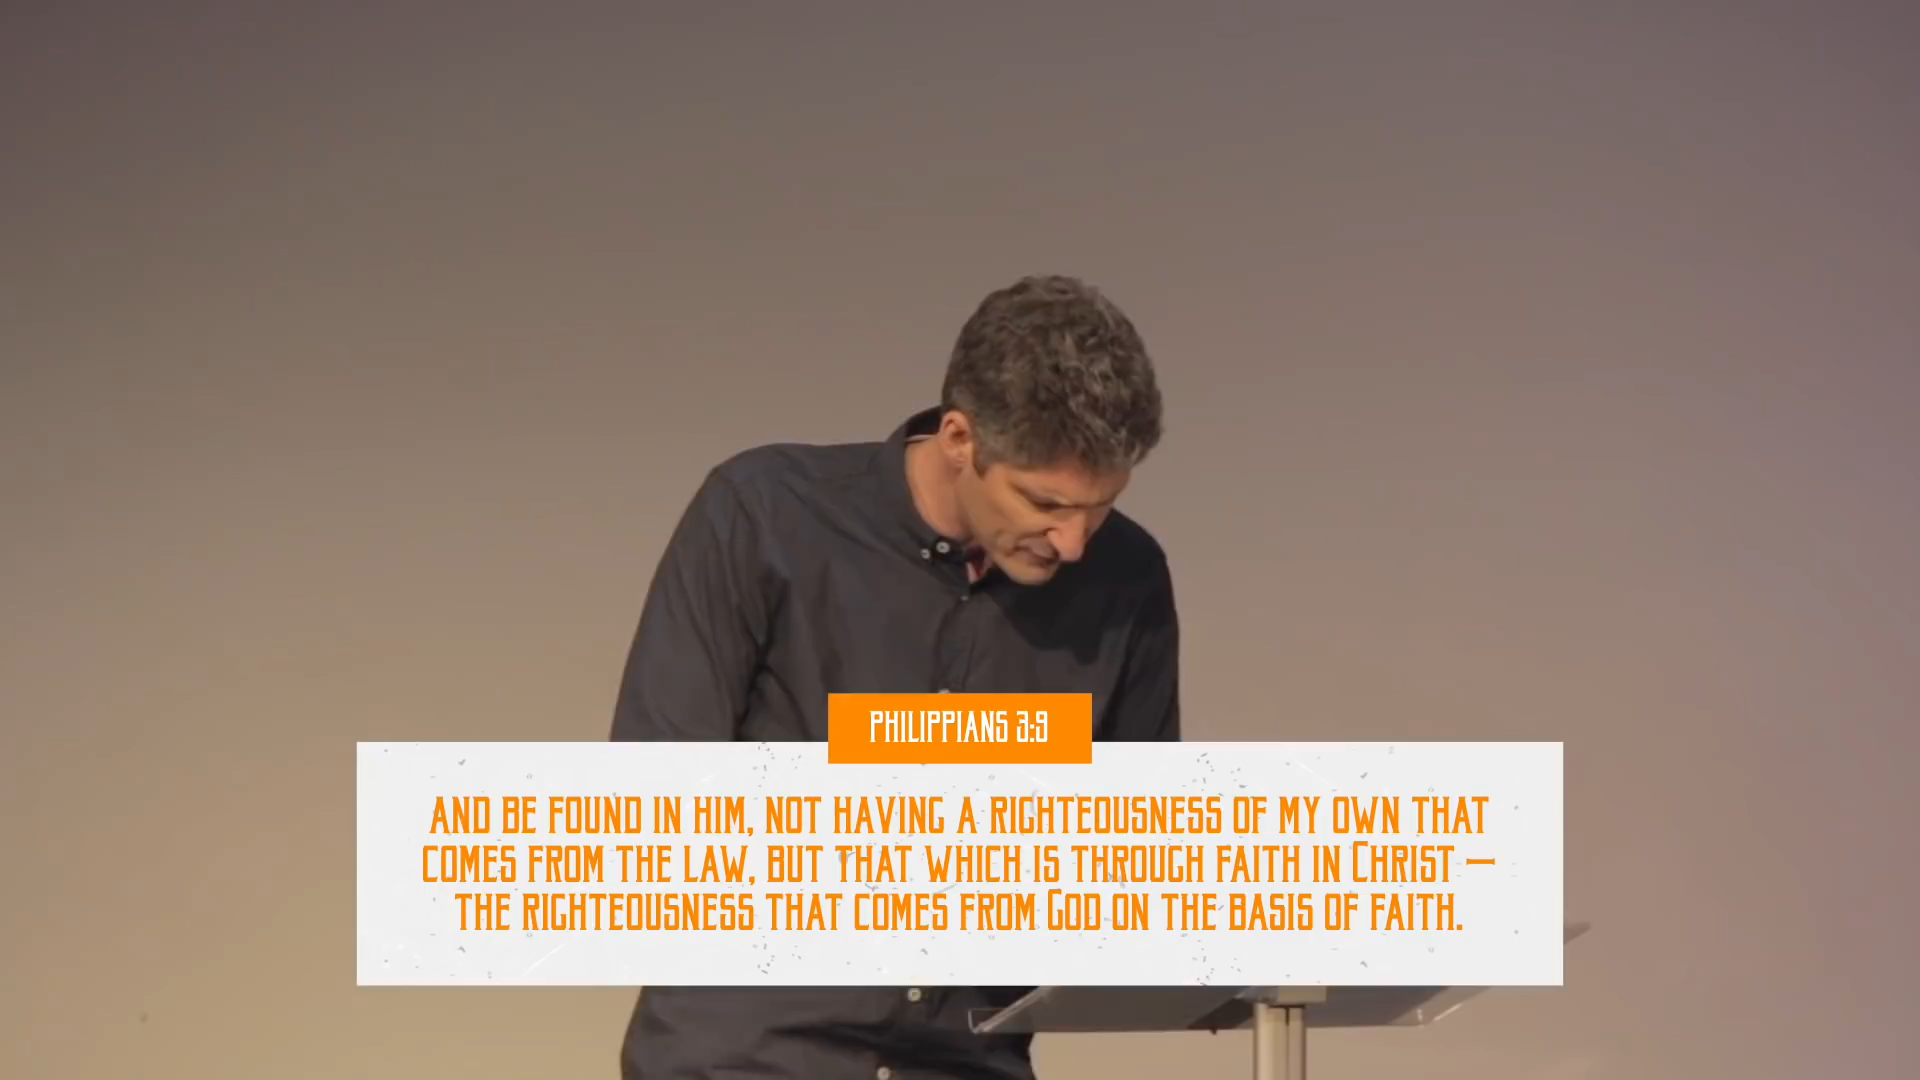 PHILIPPIANS 3:9
AND BE FOUND IN HIM, NOT HAVING A RIGHTEOUSNESS OF MY OWN THAT
COMES FROM THE LAW, BUT THAT WHICH IS THROUGH FAITH IN CHRIST —
THE RIGHTEOUSNESS THAT COMES FROM GOD ON THE BASIS OF FAITH.